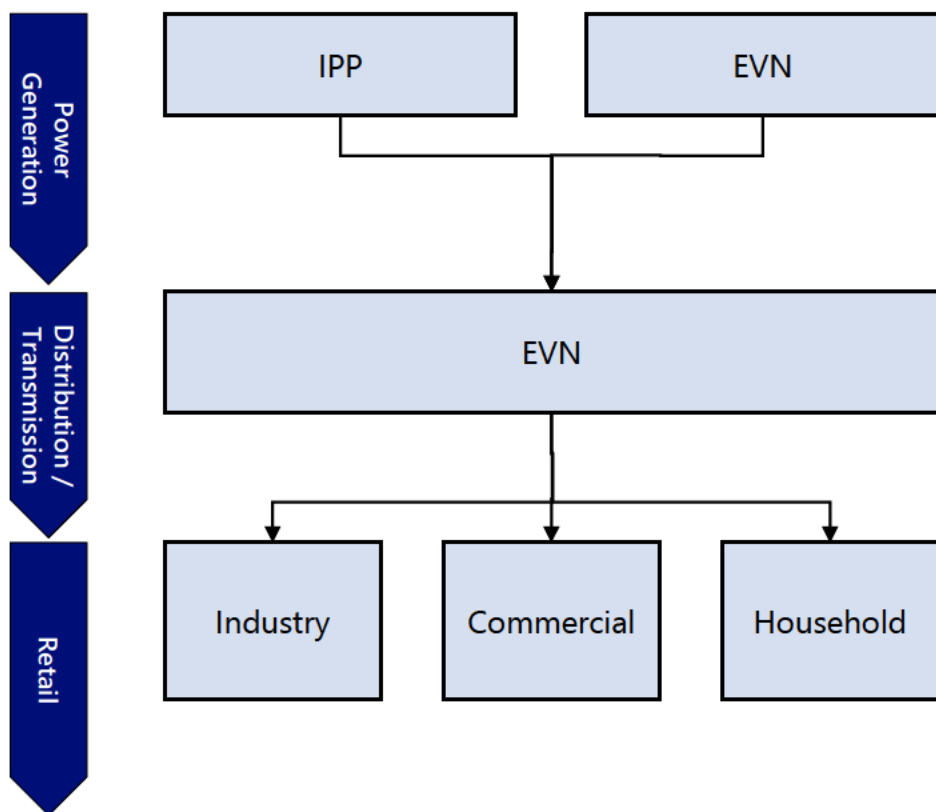 Power
Generation
IPP
EVN
Distribution /
Transmission
EVN
Retail
Industry
Commercial
Household